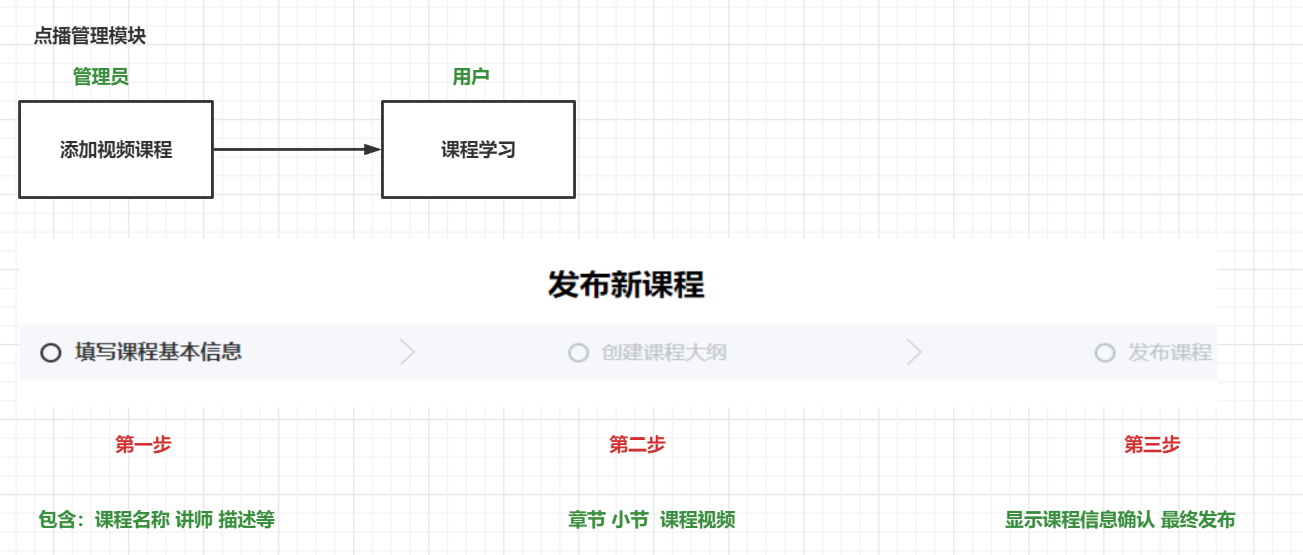 点播管理模块
管理员 用户
添加视频课程 课程学习
发布新课程
填写课程基本信息 创建课程大纲 发布课程
第一步 第二步 第三步
包含：课程名称 讲师 描述等 章节 小节 课程视频 显示课程信息确认 最终发布